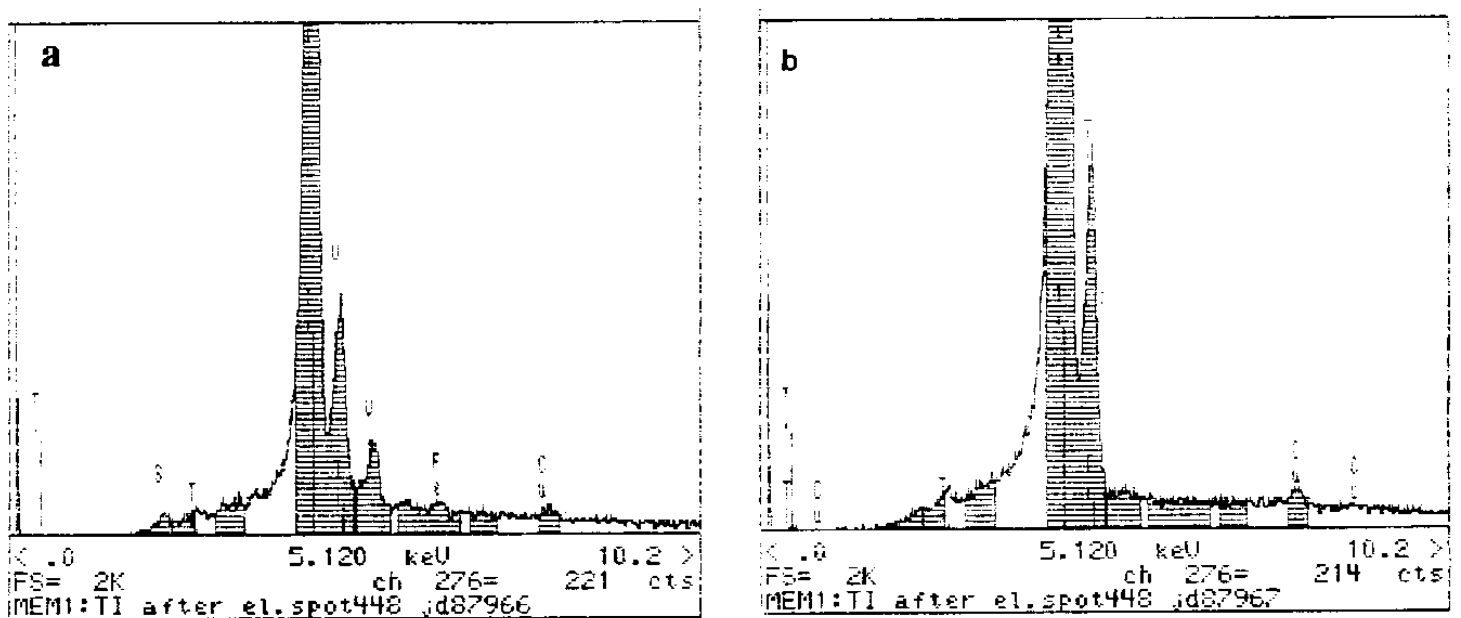 a
S
< .0 5.120 keV 10.2 >
FS= 2K ch 276= 221 cts
MEM1:TI after el.spot448 jd87966
b
< .0 5.120 keV 10.2 >
FS= 2K ch 276= 214 cts
MEM1:TI after el.spot448 jd87967